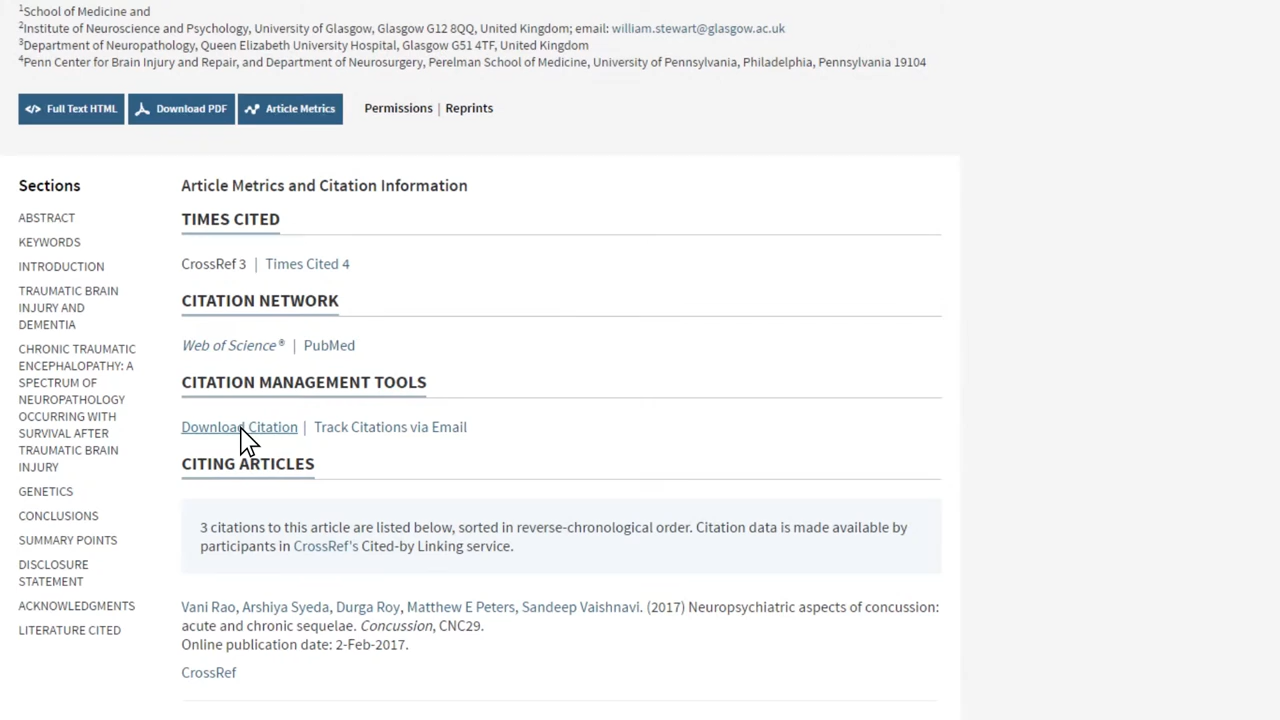 1School of Medicine and
2Institute of Neuroscience and Psychology, University of Glasgow, Glasgow G12 8QQ, United Kingdom; email: william.stewart@glasgow.ac.uk
3Department of Neuropathology, Queen Elizabeth University Hospital, Glasgow G51 4TF, United Kingdom
4Penn Center for Brain Injury and Repair, and Department of Neurosurgery, Perelman School of Medicine, University of Pennsylvania, Philadelphia, Pennsylvania 19104
</> Full Text HTML Download PDF Article Metrics Permissions | Reprints
Sections
ABSTRACT
KEYWORDS
INTRODUCTION
TRAUMATIC BRAIN
INJURY AND
DEMENTIA
CHRONIC TRAUMATIC
ENCEPHALOPATHY: A
SPECTRUM OF
NEUROPATHOLOGY
OCCURRING WITH
SURVIVAL AFTER
TRAUMATIC BRAIN
INJURY
GENETICS
CONCLUSIONS
SUMMARY POINTS
DISCLOSURE
STATEMENT
ACKNOWLEDGMENTS
LITERATURE CITED
Article Metrics and Citation Information
TIMES CITED
CrossRef 3 | Times Cited 4
CITATION NETWORK
Web of Science® | PubMed
CITATION MANAGEMENT TOOLS
Download Citation | Track Citations via Email
CITING ARTICLES
3 citations to this article are listed below, sorted in reverse-chronological order. Citation data is made available by
participants in CrossRef's Cited-by Linking service.
Vani Rao, Arshiya Syeda, Durga Roy, Matthew E Peters, Sandeep Vaishnavi. (2017) Neuropsychiatric aspects of concussion:
acute and chronic sequelae. Concussion, CNC29.
Online publication date: 2-Feb-2017.
CrossRef